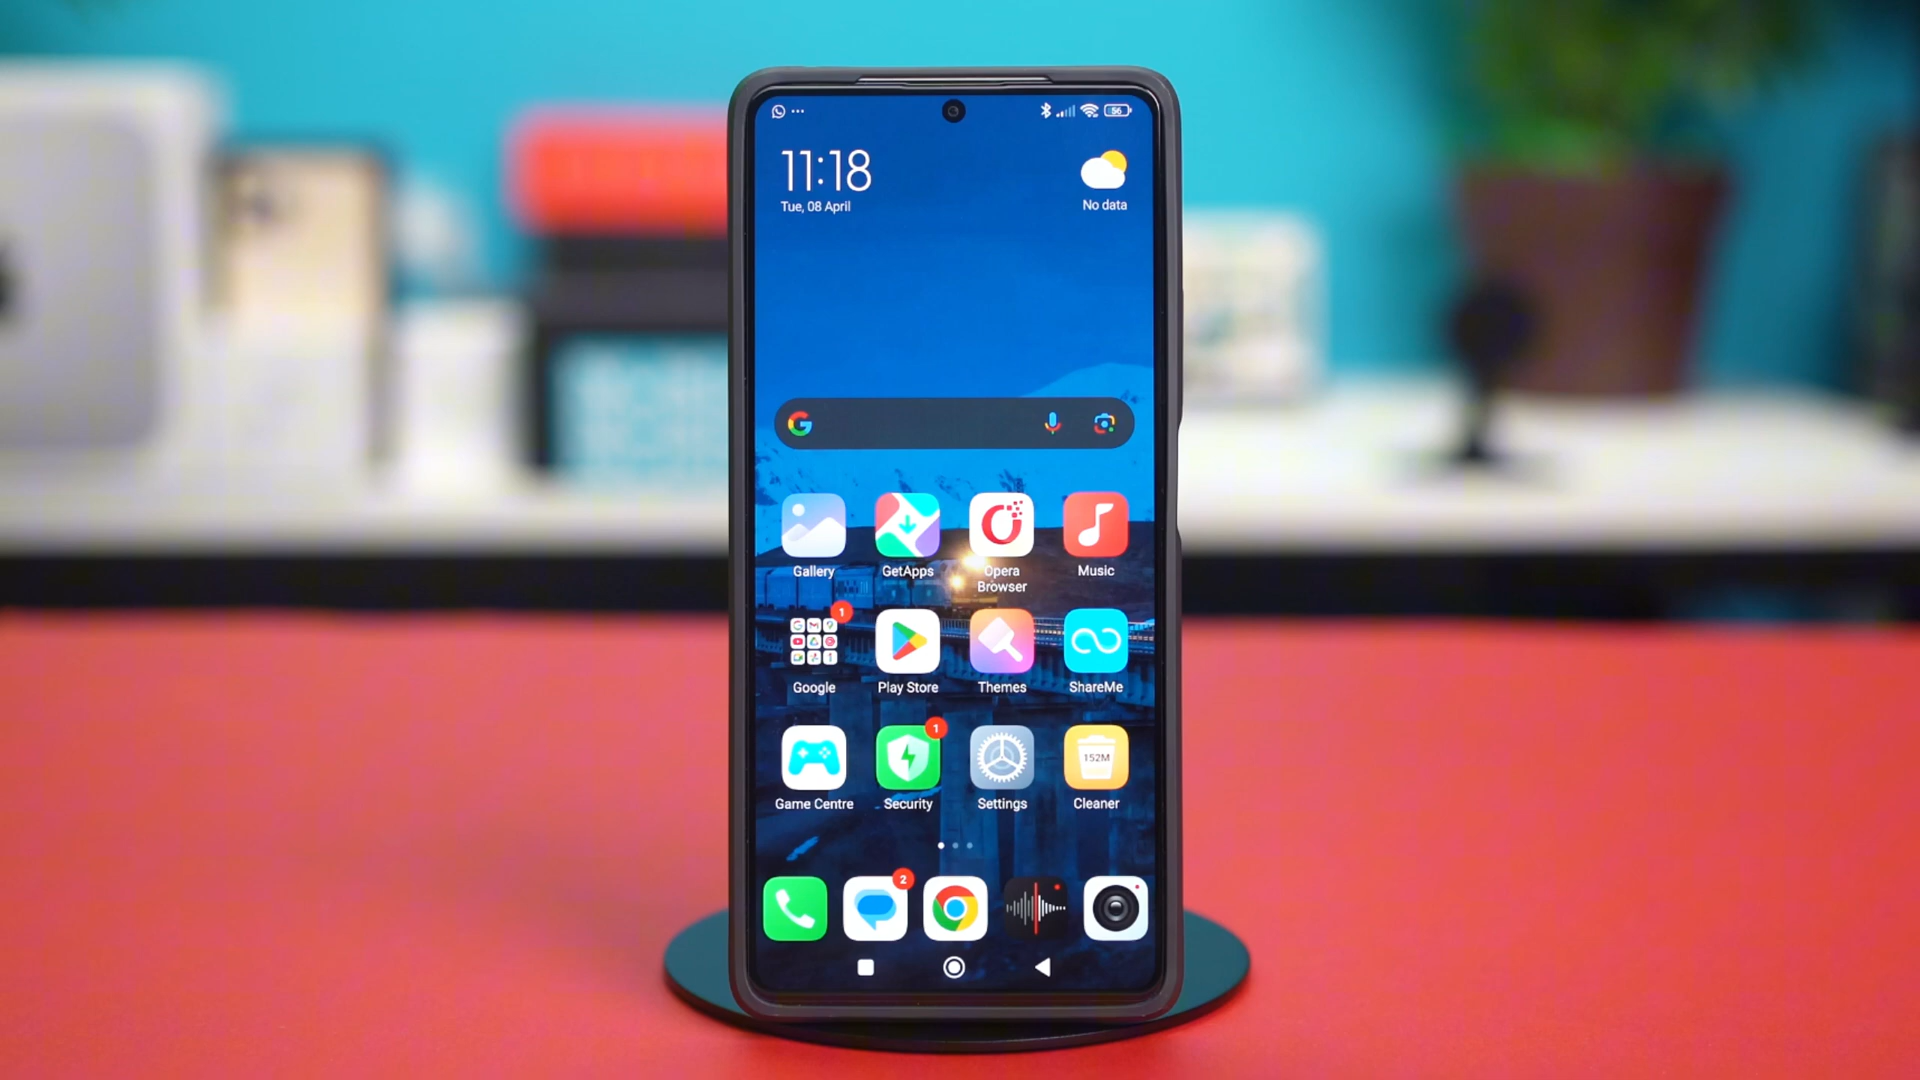 56
11:18
Tue, 08 April
No data
Gallery
GetApps
Opera
Browser
Music
1
Google
Play Store
Themes
ShareMe
1
152M
Game Centre
Security
Settings
Cleaner
2